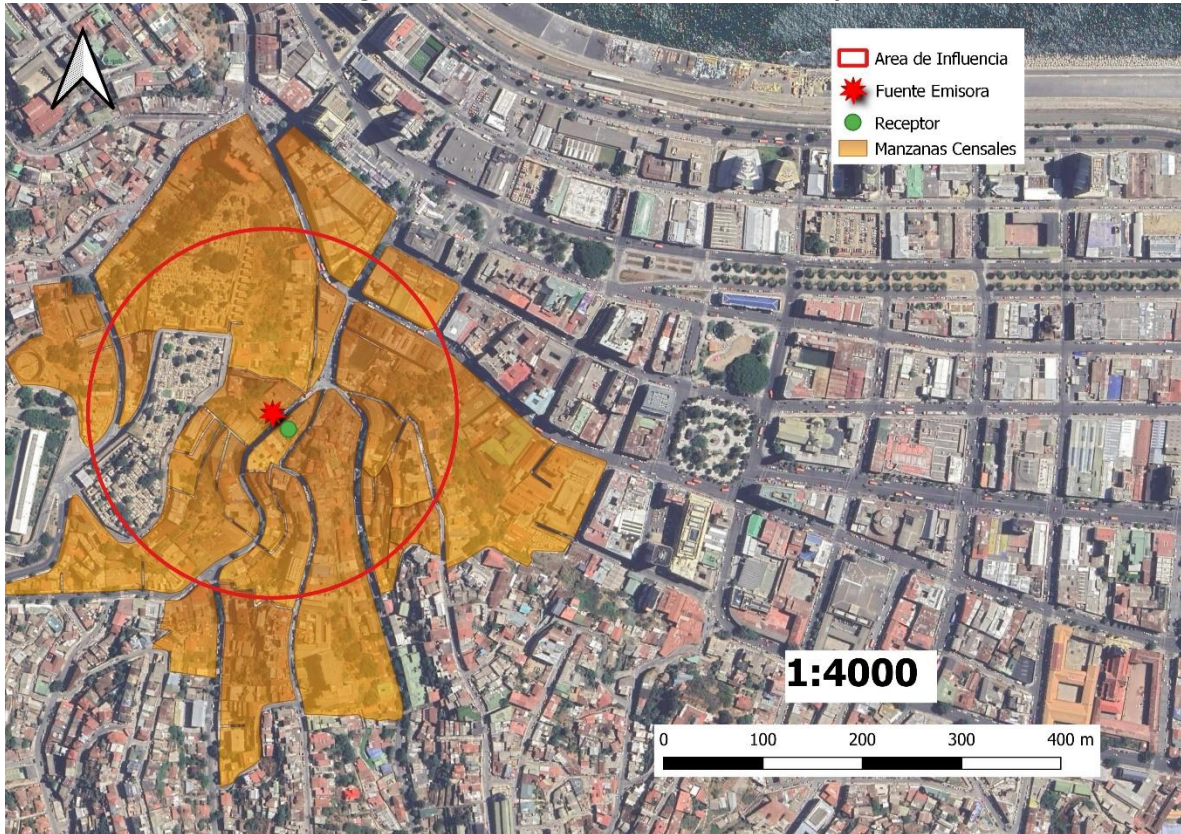 Area de Influencia
Fuente Emisora
Receptor
Manzanas Censales
1:4000
0 100 200 300 400 m